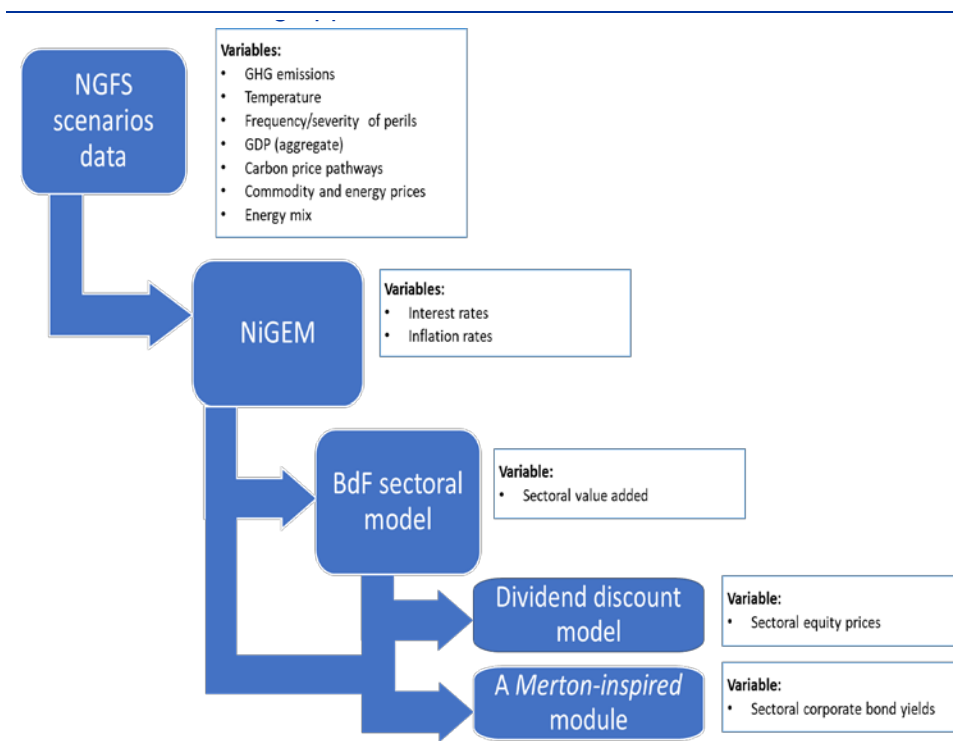 NGFS
scenarios
data
Variables:
• GHG emissions
• Temperature
• Frequency/severity of perils
• GDP (aggregate)
• Carbon price pathways
• Commodity and energy prices
• Energy mix
NiGEM
Variables:
• Interest rates
• Inflation rates
BdF sectoral
model
Variable:
• Sectoral value added
Dividend discount
model
Variable:
• Sectoral equity prices
A Merton-inspired
module
Variable:
• Sectoral corporate bond yields